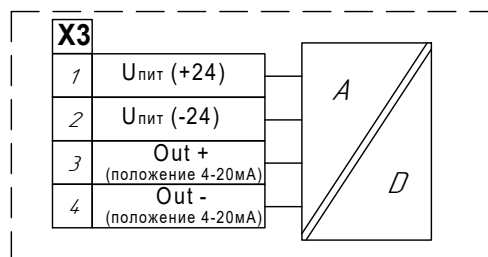 X3
1 Uпит (+24)
2 Uпит (-24)
3 Out +
(положение 4-20мА)
4 Out -
(положение 4-20мА)
A
D